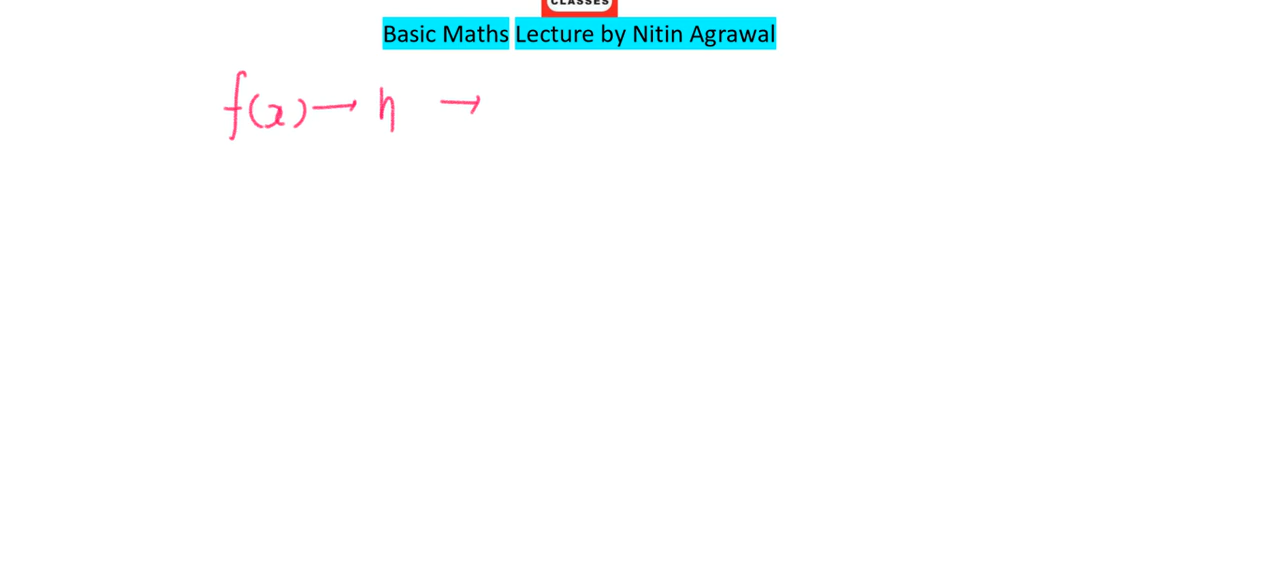 CLASSES
Basic Maths Lecture by Nitin Agrawal
f(x) → η →